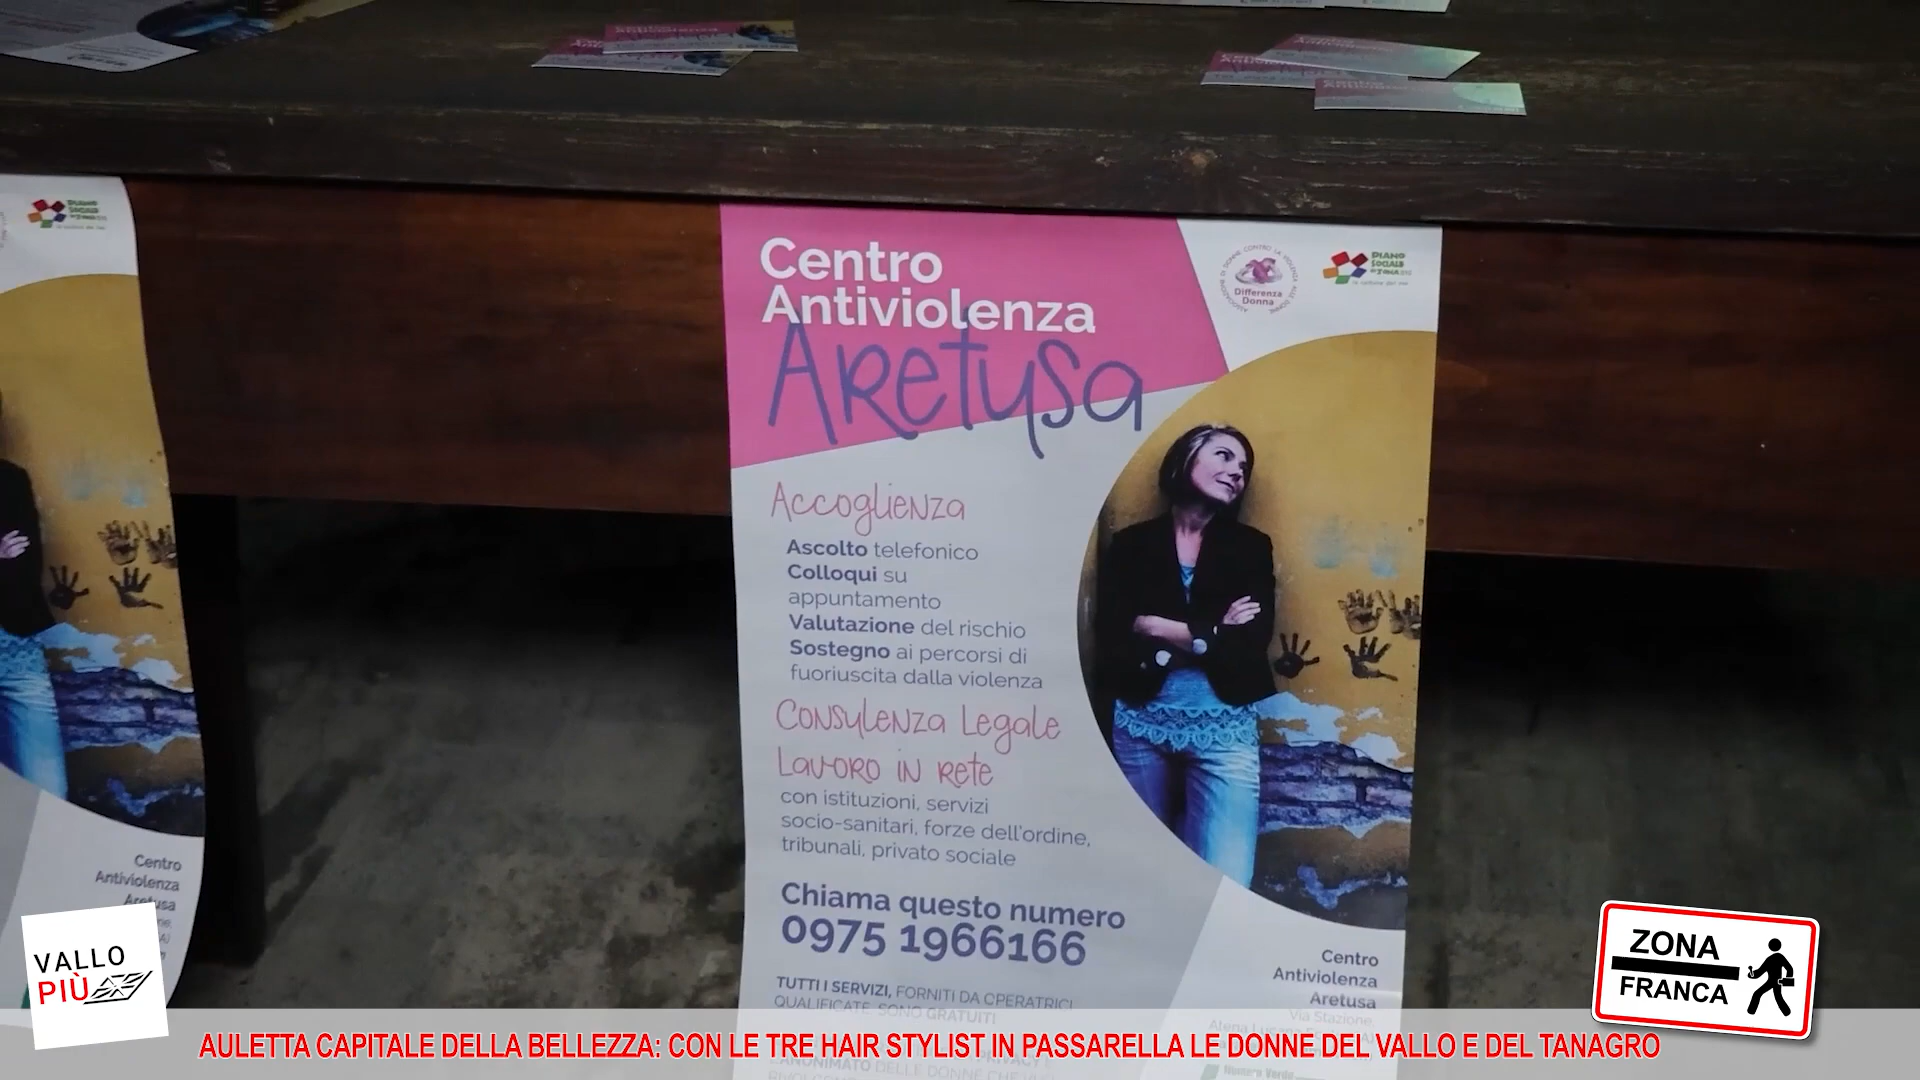 Centro
Antiviolenza
Aretusa
Differenza
Donna
PIANO
SOCIALE
Accoglienza
Ascolto telefonico
Colloqui su
appuntamento
Valutazione del rischio
Sostegno ai percorsi di
fuoriuscita dalla violenza
Consulenza Legale
Lavoro in rete
con istituzioni, servizi
socio-sanitari, forze dell'ordine,
tribunali, privato sociale
Chiama questo numero
0975 1966166
TUTTI I SERVIZI, FORNITI DA OPERATRICI
QUALIFICATE, SONO GRATUITI
Centro
Antiviolenza
Aretusa
Via Stazione,
Centro
Antiviolenza
Aretusa
VALLO
PIÙ
ZONA
FRANCA
AULETTA CAPITALE DELLA BELLEZZA: CON LE TRE HAIR STYLIST IN PASSARELLA LE DONNE DEL VALLO E DEL TANAGRO